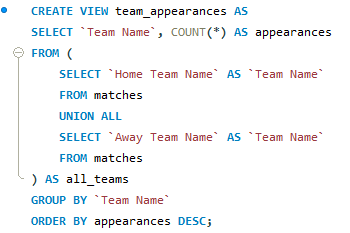 CREATE VIEW team_appearances AS
SELECT `Team Name`, COUNT(*) AS appearances
FROM (
    SELECT `Home Team Name` AS `Team Name`
    FROM matches
    UNION ALL
    SELECT `Away Team Name` AS `Team Name`
    FROM matches
) AS all_teams
GROUP BY `Team Name`
ORDER BY appearances DESC;